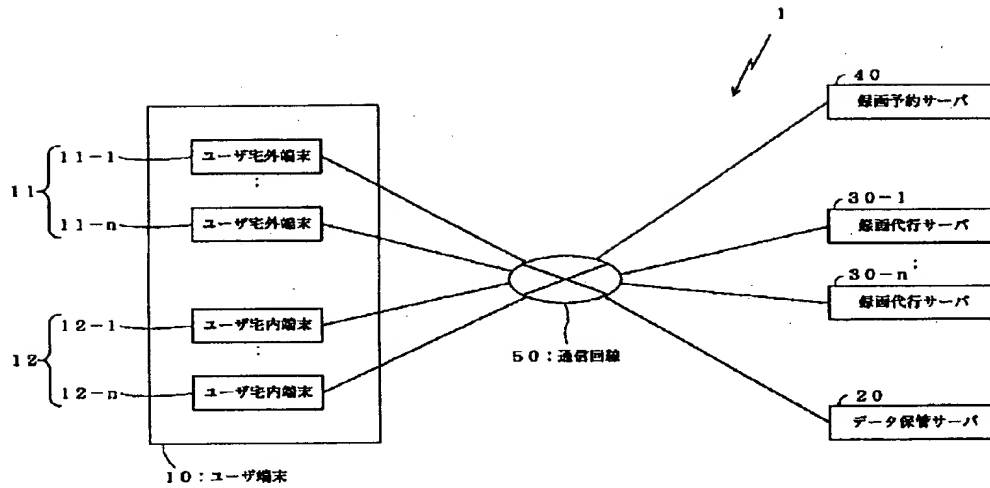 1
40
録画予約サーバ
11
11-1
ユーザ宅外端末
:
11-n
ユーザ宅外端末
30-1
録画代行サーバ
:
30-n
録画代行サーバ
12
12-1
ユーザ宅内端末
:
12-n
ユーザ宅内端末
50:通信回線
20
データ保管サーバ
10:ユーザ端末